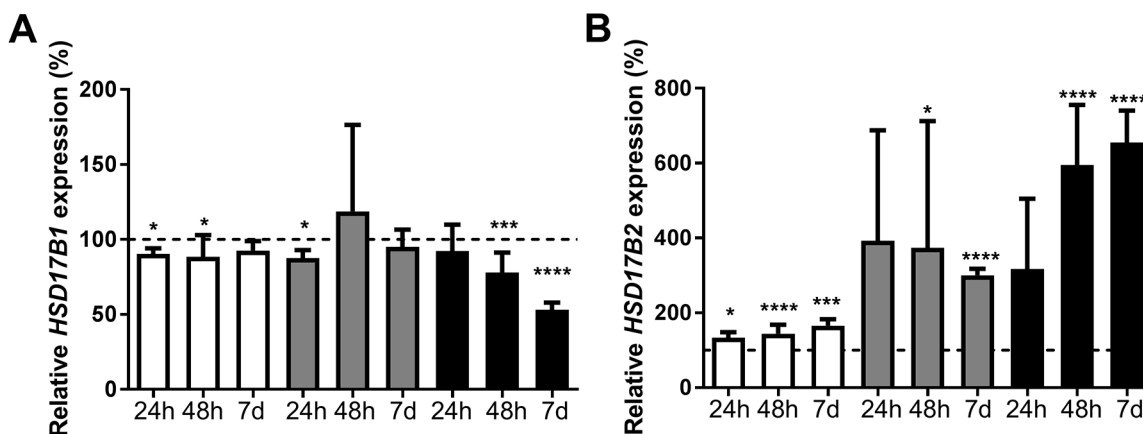 A
Relative HSD17B1 expression (%)
200
150
100
50
0
* * * *** ****
24h 48h 7d 24h 48h 7d 24h 48h 7d
B
Relative HSD17B2 expression (%)
800
600
400
200
0
* **** *** * **** **** ****
24h 48h 7d 24h 48h 7d 24h 48h 7d